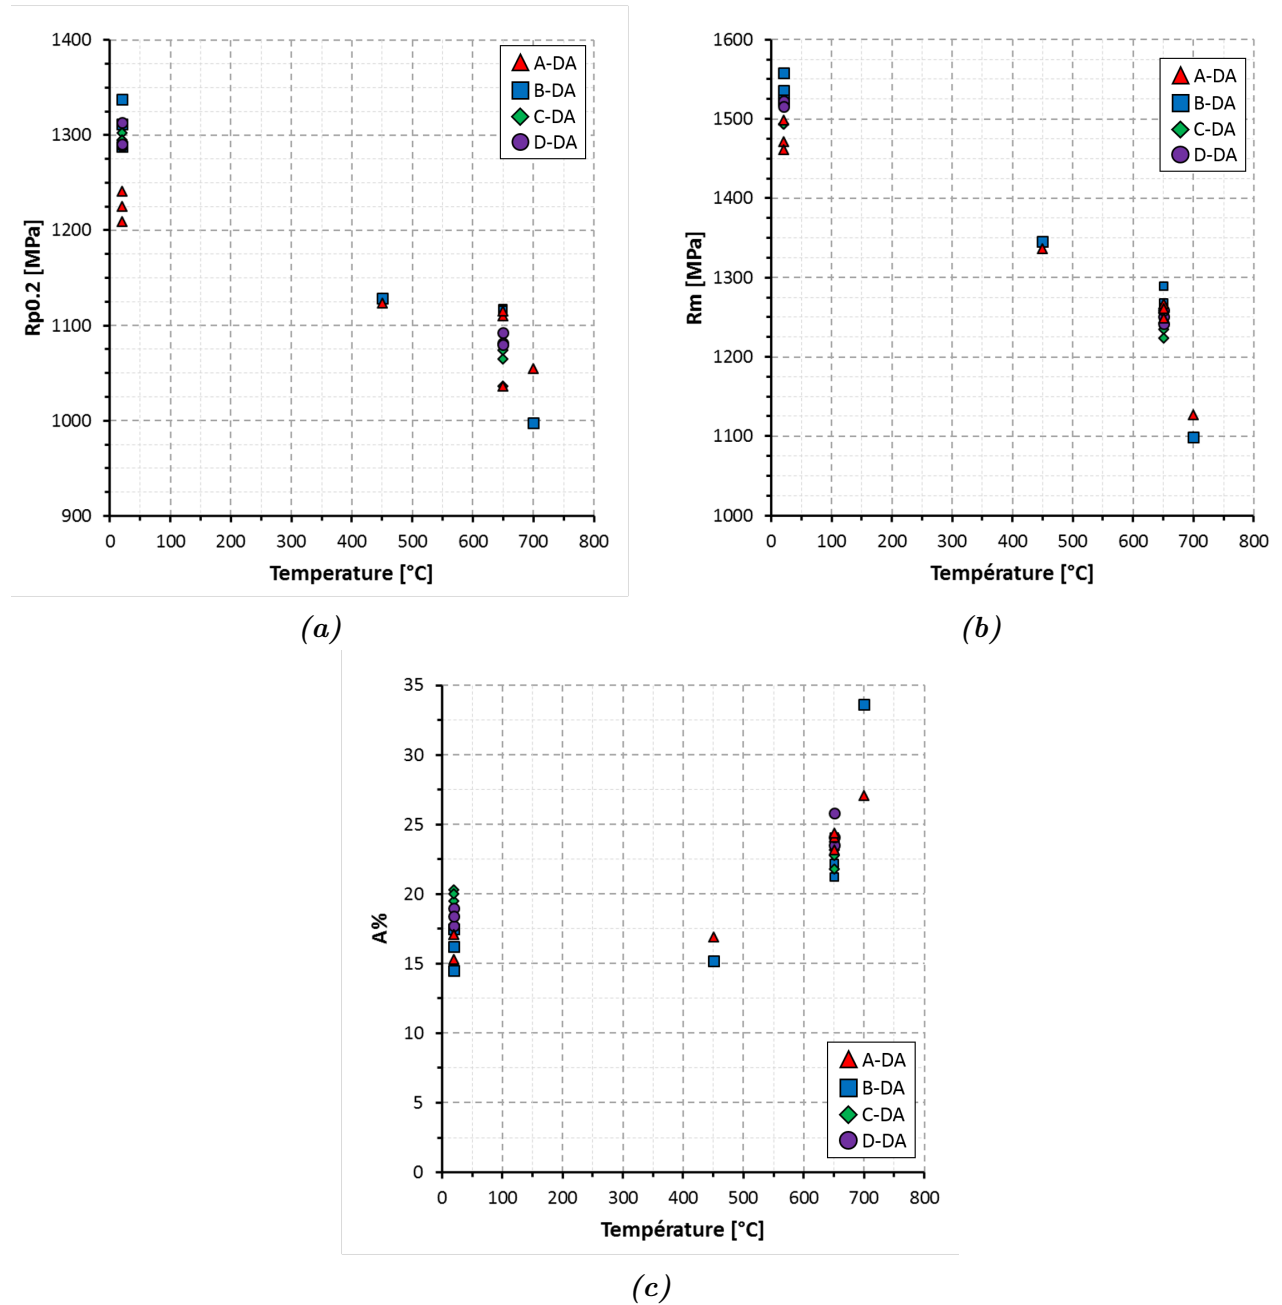 1400
1300
1200
1100
1000
900
Rp0.2 [MPa]
A-DA
B-DA
C-DA
D-DA
0 100 200 300 400 500 600 700 800
Temperature [°C]
(a)
1600
1500
1400
1300
1200
1100
1000
Rm [MPa]
A-DA
B-DA
C-DA
D-DA
0 100 200 300 400 500 600 700 800
Température [°C]
(b)
35
30
25
20
15
10
5
0
A%
A-DA
B-DA
C-DA
D-DA
0 100 200 300 400 500 600 700 800
Température [°C]
(c)